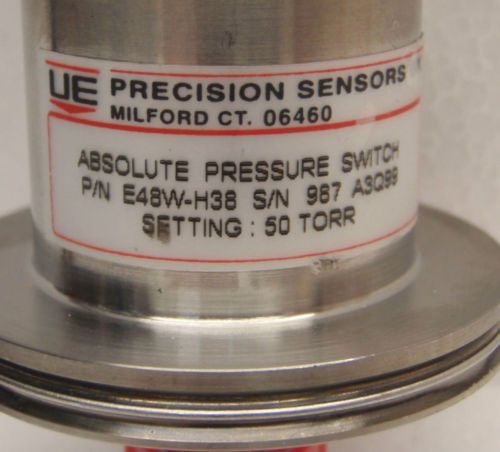 UE PRECISION SENSORS
MILFORD CT. 06460
ABSOLUTE PRESSURE SWITCH
P/N E48W-H38 S/N 987 A3Q99
SETTING : 50 TORR